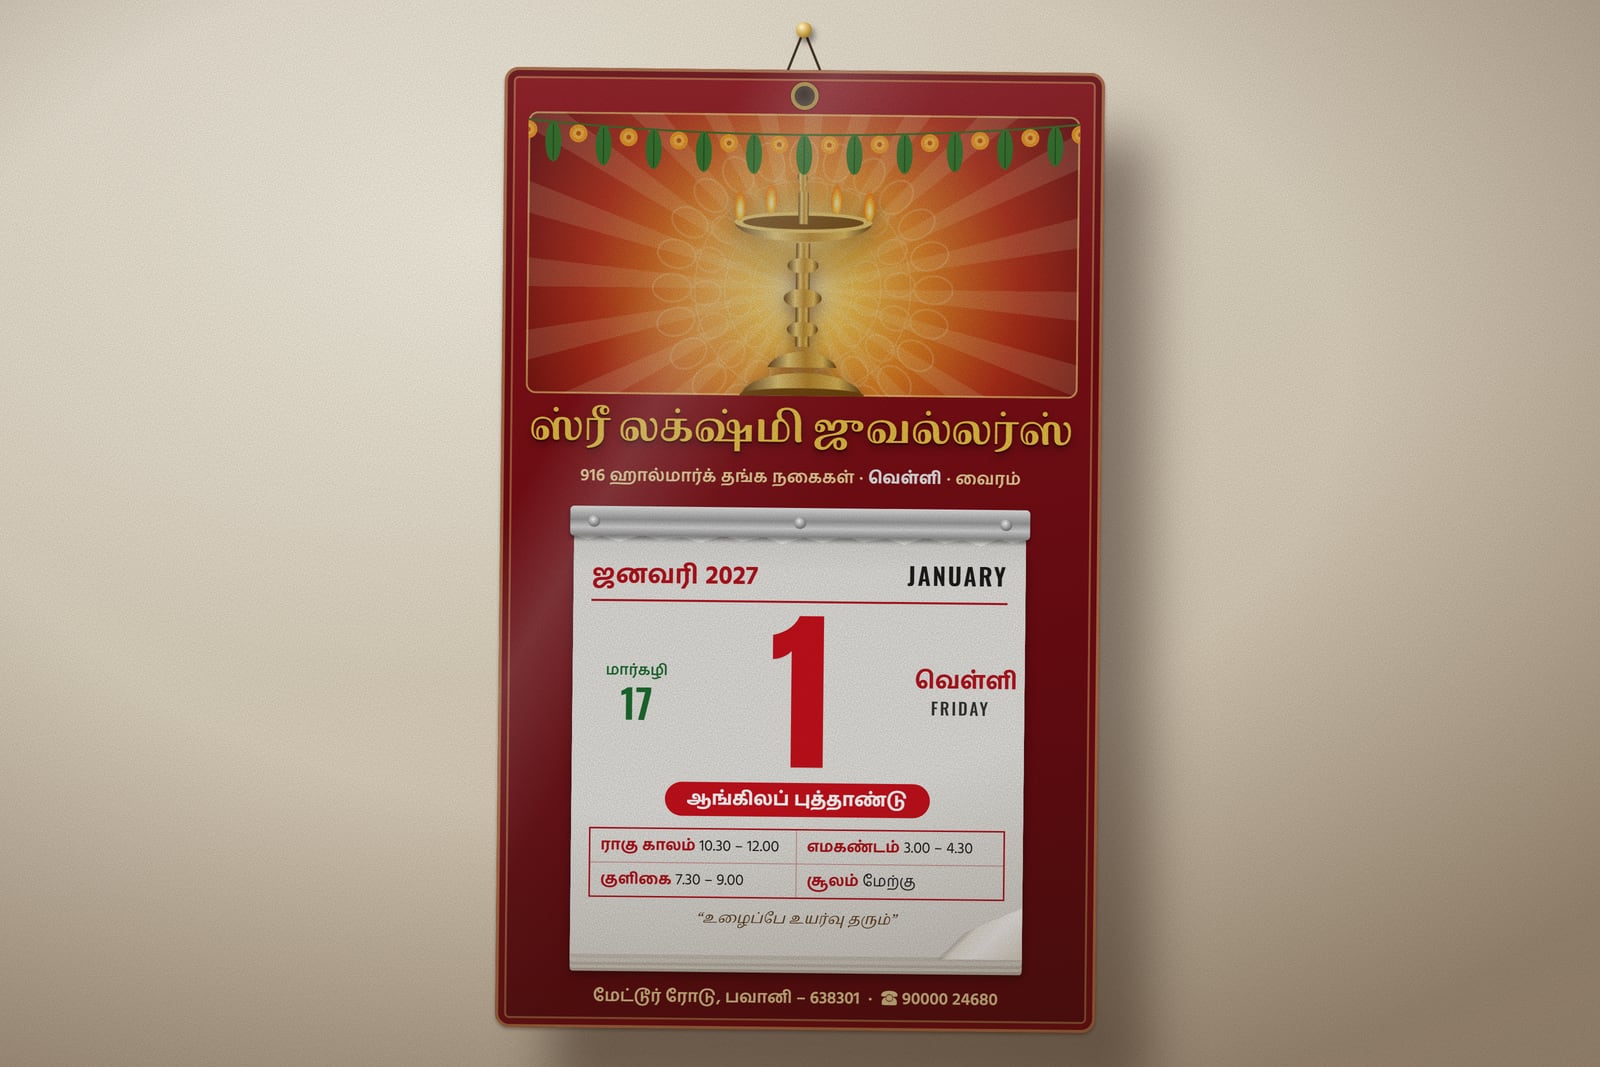 ஸ்ரீ லக்ஷ்மி ஜுவல்லர்ஸ்
916 ஹால்மார்க் தங்க நகைகள் · வெள்ளி · வைரம்
ஜனவரி 2027 JANUARY
மார்கழி
17
1
வெள்ளி
FRIDAY
ஆங்கிலப் புத்தாண்டு
ராகு காலம் 10.30 – 12.00 எமகண்டம் 3.00 – 4.30
குளிகை 7.30 – 9.00 சூலம் மேற்கு
“உழைப்பே உயர்வு தரும்”
மேட்டூர் ரோடு, பவானி – 638301 · ☎ 90000 24680